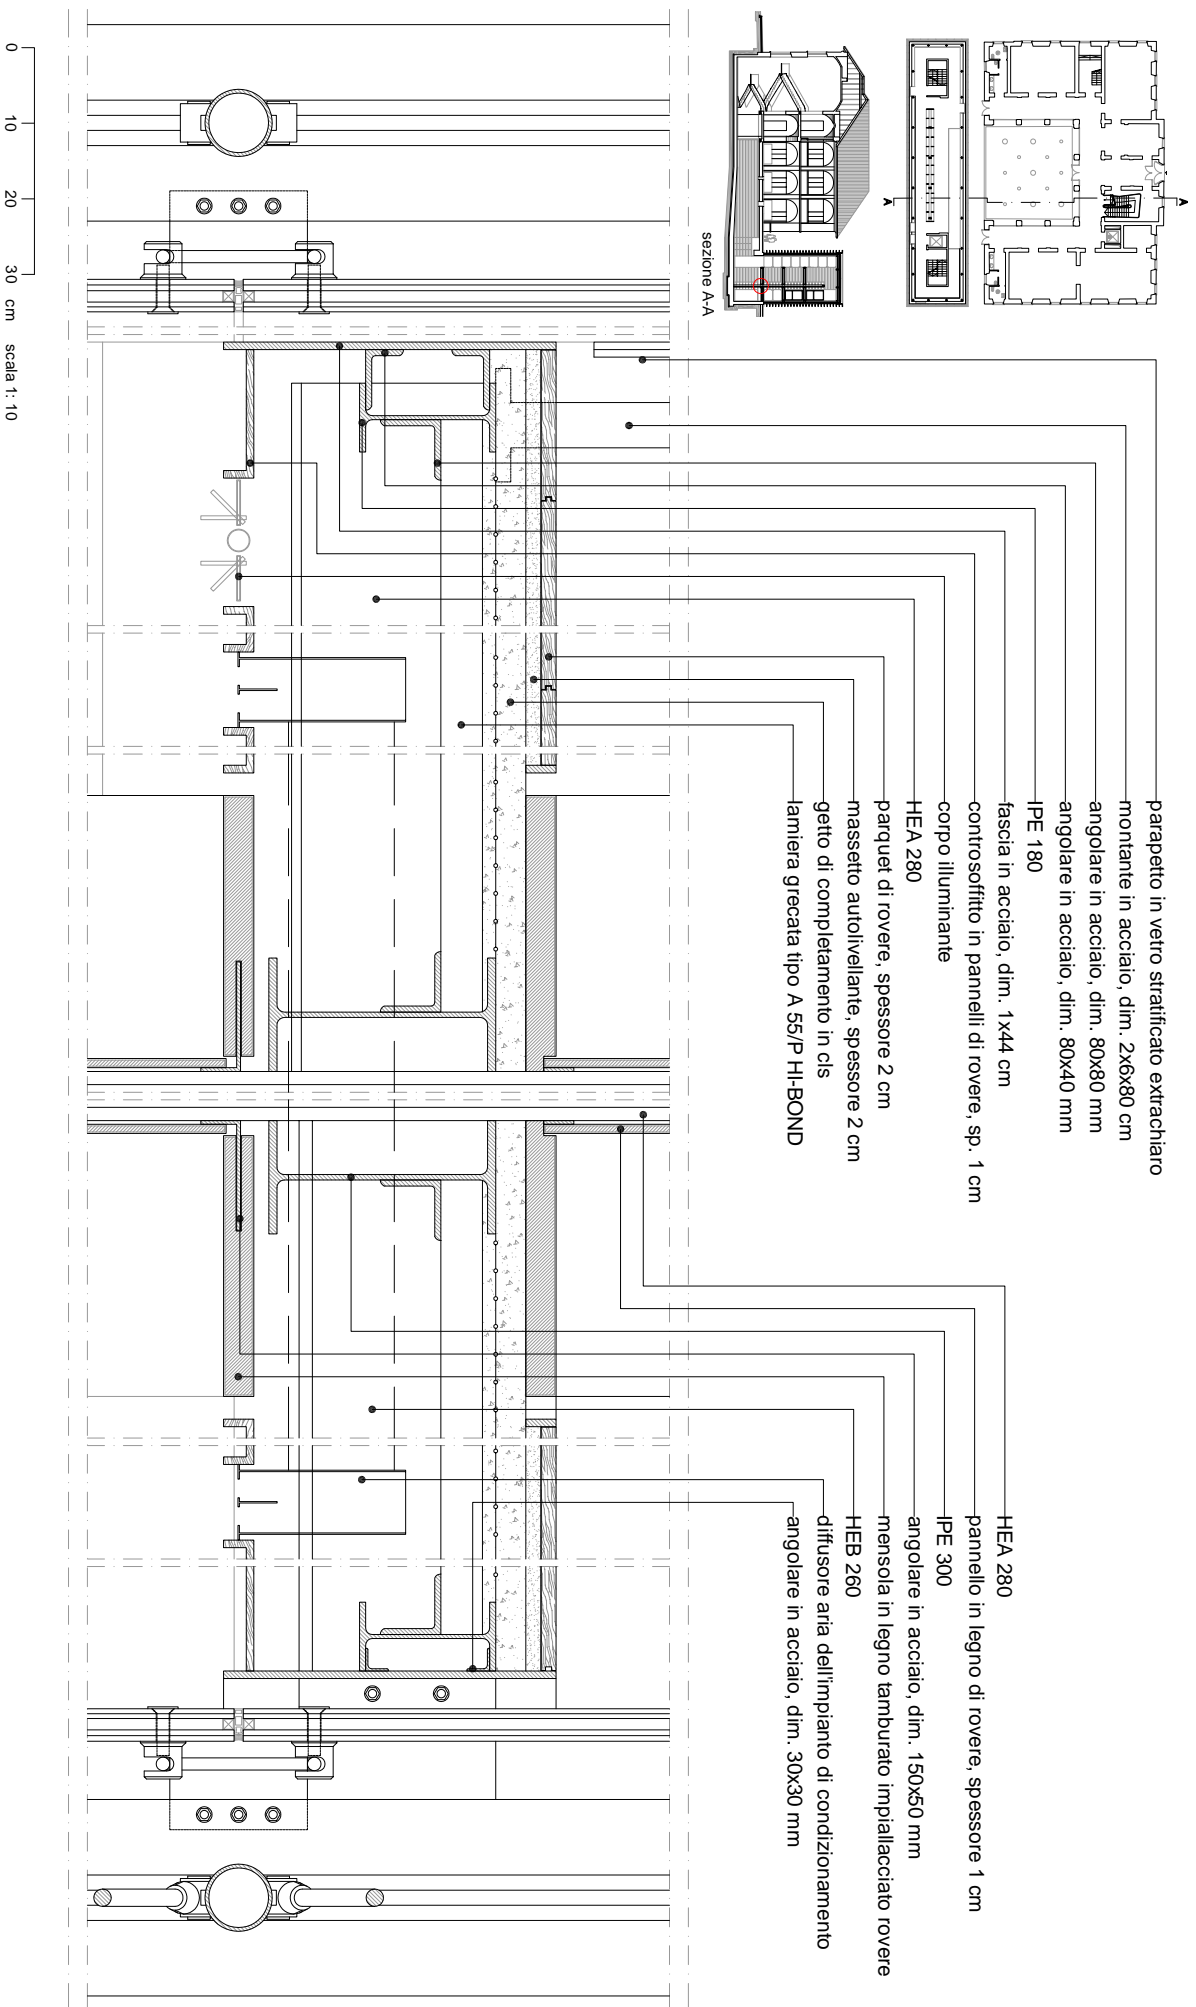 A
A
sezione A-A
parapetto in vetro stratificato extrachiaro
montante in acciaio, dim. 2x6x80 cm
angolare in acciaio, dim. 80x80 mm
angolare in acciaio, dim. 80x40 mm
IPE 180
fascia in acciaio, dim. 1x44 cm
controsoffitto in pannelli di rovere, sp. 1 cm
corpo illuminante
HEA 280
parquet di rovere, spessore 2 cm
massetto autolivellante, spessore 2 cm
getto di completamento in cls
lamiera grecata tipo A 55/P HI-BOND
HEA 280
pannello in legno di rovere, spessore 1 cm
IPE 300
angolare in acciaio, dim. 150x50 mm
mensola in legno tamburato impiallacciato rovere
HEB 260
diffusore aria dell'impianto di condizionamento
angolare in acciaio, dim. 30x30 mm
0 10 20 30 cm scala 1: 10